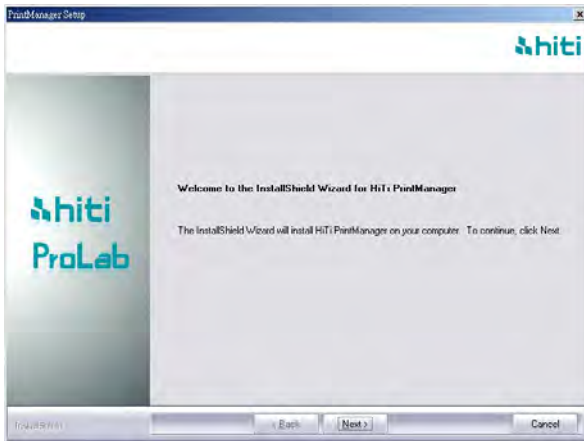 PrintManager Setup
hiti
hiti
ProLab
Welcome to the InstallShield Wizard for HiTi PrintManager
The InstallShield Wizard will install HiTi PrintManager on your computer. To continue, click Next
InstallShield
< Back
Next >
Cancel